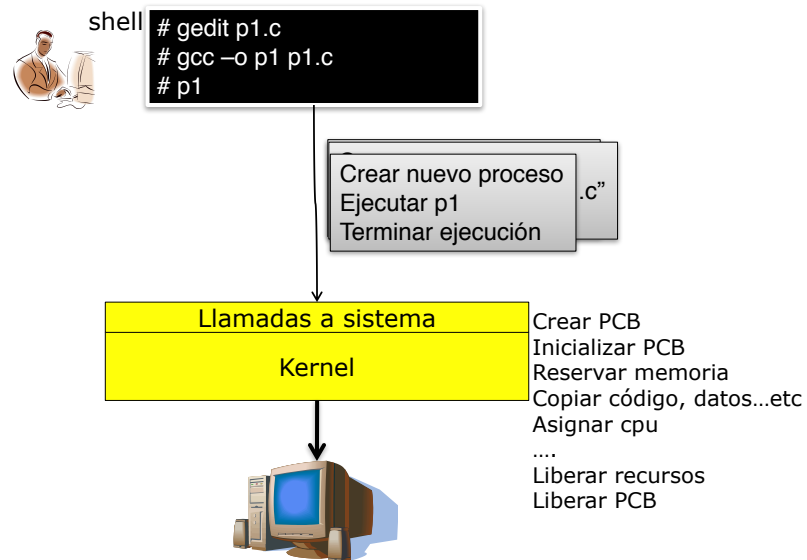 shell
# gedit p1.c
# gcc –o p1 p1.c
# p1
Crear nuevo proceso
Ejecutar p1
Terminar ejecución
.c”
Llamadas a sistema
Kernel
Crear PCB
Inicializar PCB
Reservar memoria
Copiar código, datos…etc
Asignar cpu
….
Liberar recursos
Liberar PCB